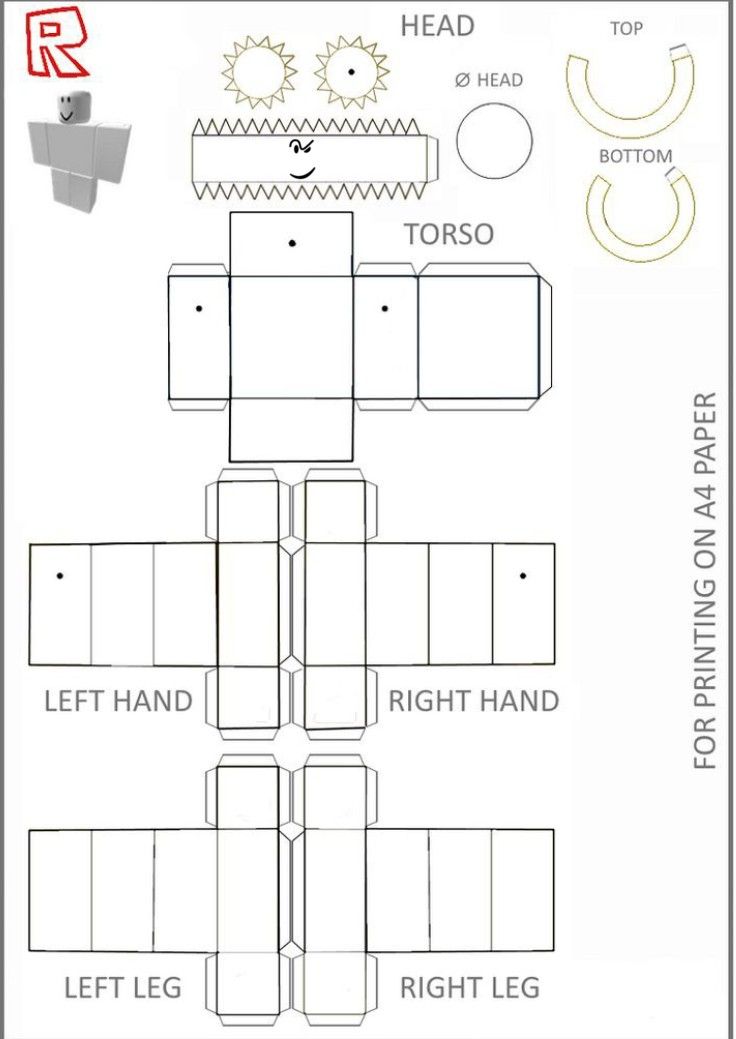 R
HEAD
TOP
Ø HEAD
BOTTOM
TORSO
FOR PRINTING ON A4 PAPER
LEFT HAND
RIGHT HAND
LEFT LEG
RIGHT LEG